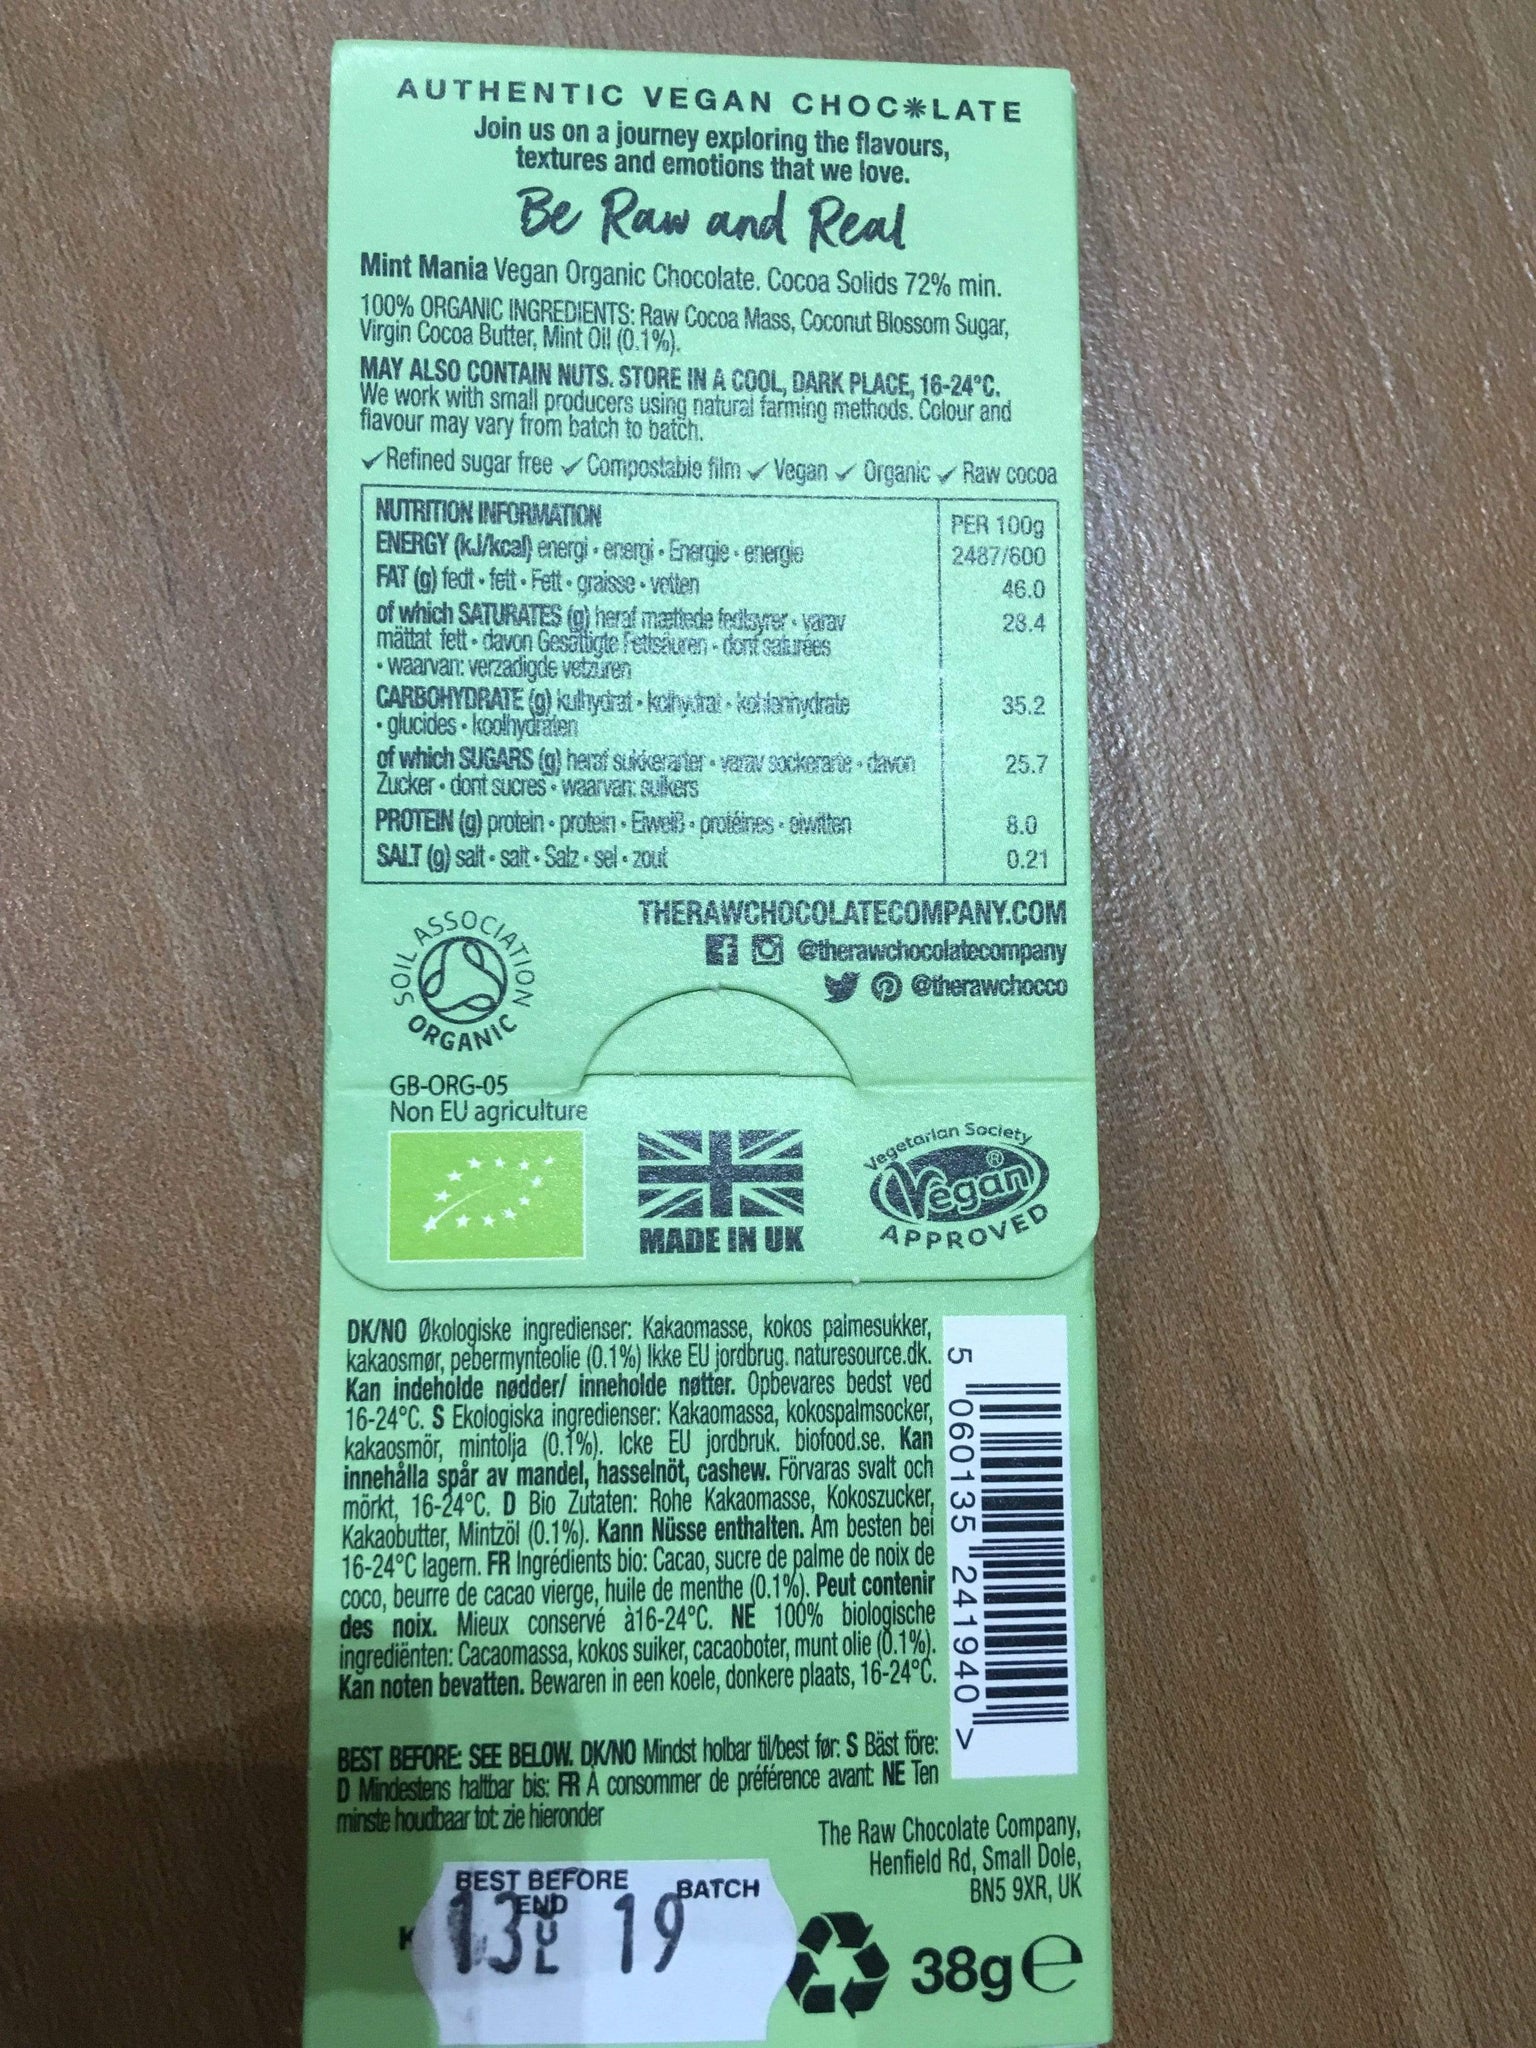 AUTHENTIC VEGAN CHOC*LATE
Join us on a journey exploring the flavours,
textures and emotions that we love.
Be Raw and Real
Mint Mania Vegan Organic Chocolate. Cocoa Solids 72% min.
100% ORGANIC INGREDIENTS: Raw Cocoa Mass, Coconut Blossom Sugar,
Virgin Cocoa Butter, Mint Oil (0.1%).
MAY ALSO CONTAIN NUTS. STORE IN A COOL, DARK PLACE, 16-24°C.
We work with small producers using natural farming methods. Colour and
flavour may vary from batch to batch.
✓Refined sugar free ✓Compostable film ✓Vegan ✓Organic ✓Raw cocoa
NUTRITION INFORMATION PER 100g
ENERGY (kJ/kcal) energi • energi • Energie • energie 2487/600
FAT (g) fedt • fett • Fett • graisse • vetten 46.0
of which SATURATES (g) heraf mættede fedtsyrer • varav 28.4
mättat fett • davon Gesättigte Fettsäuren • dont saturées
• waarvan: verzadigde vetzuren
CARBOHYDRATE (g) kulhydrat • kolhydrat • kohlenhydrate 35.2
• glucides • koolhydraten
of which SUGARS (g) heraf sukkerarter • varav sockerarte • davon 25.7
Zucker • dont sucres • waarvan: suikers
PROTEIN (g) protein • protein • Eiweiß • protéines • eiwitten 8.0
SALT (g) salt • salt • Salz • sel • zout 0.21
THERAWCHOCOLATECOMPANY.COM
@therawchocolatecompany
@therawchocco
SOIL ASSOCIATION
ORGANIC
GB-ORG-05
Non EU agriculture
MADE IN UK
Vegetarian Society
Vegan®
APPROVED
DK/NO Økologiske ingredienser: Kakaomasse, kokos palmesukker,
kakaosmør, pebermynteolie (0.1%) Ikke EU jordbrug. naturesource.dk.
Kan indeholde nødder/ inneholde nøtter. Opbevares bedst ved
16-24°C. S Ekologiska ingredienser: Kakaomassa, kokospalmsocker,
kakaosmör, mintolja (0.1%). Icke EU jordbruk. biofood.se. Kan
innehålla spår av mandel, hasselnöt, cashew. Förvaras svalt och
mörkt, 16-24°C. D Bio Zutaten: Rohe Kakaomasse, Kokoszucker,
Kakaobutter, Mintzöl (0.1%). Kann Nüsse enthalten. Am besten bei
16-24°C lagern. FR Ingrédients bio: Cacao, sucre de palme de noix de
coco, beurre de cacao vierge, huile de menthe (0.1%). Peut contenir
des noix. Mieux conservé à16-24°C. NE 100% biologische
ingrediënten: Cacaomassa, kokos suiker, cacaoboter, munt olie (0.1%).
Kan noten bevatten. Bewaren in een koele, donkere plaats, 16-24°C.
5 060135 241940 >
BEST BEFORE: SEE BELOW. DK/NO Mindst holbar til/best før: S Bäst före:
D Mindestens haltbar bis: FR À consommer de préférence avant: NE Ten
minste houdbaar tot: zie hieronder
The Raw Chocolate Company,
Henfield Rd, Small Dole,
BN5 9XR, UK
BEST BEFORE
END BATCH
19
38g℮